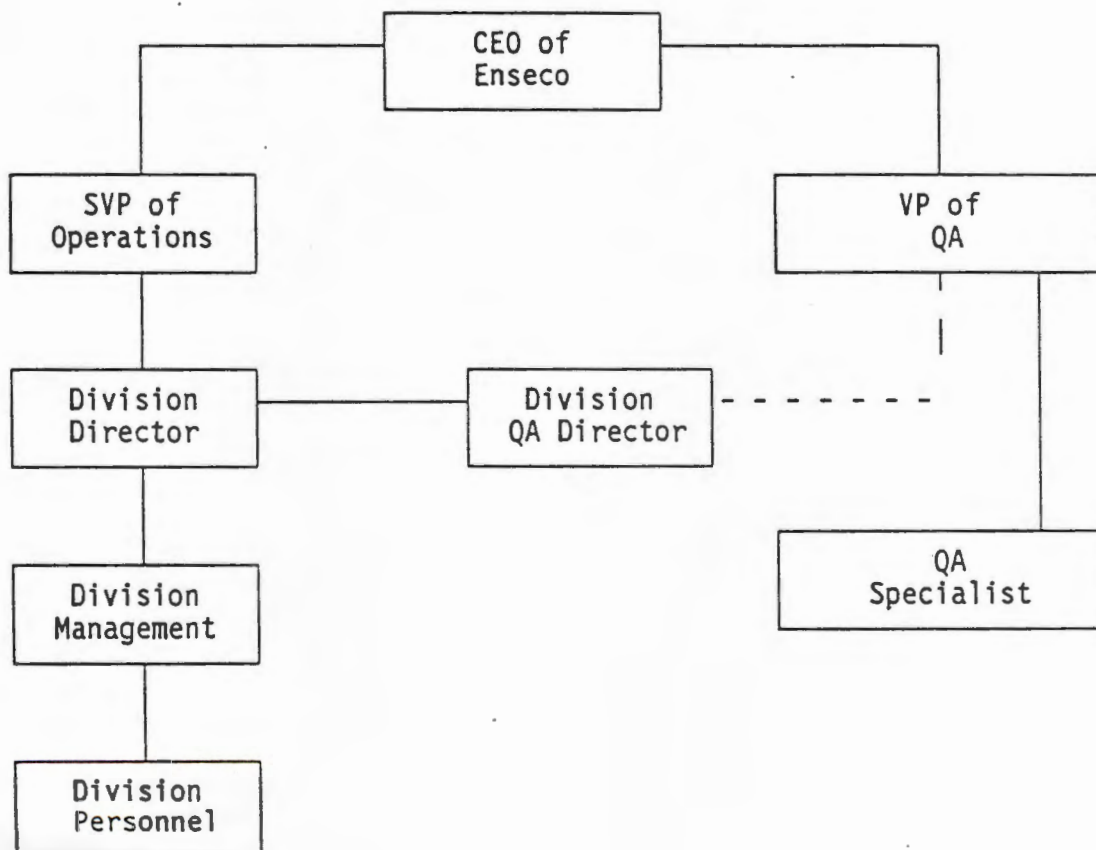 CEO of
Enseco
SVP of
Operations
VP of
QA
Division
Director
Division
QA Director
Division
Management
QA
Specialist
Division
Personnel